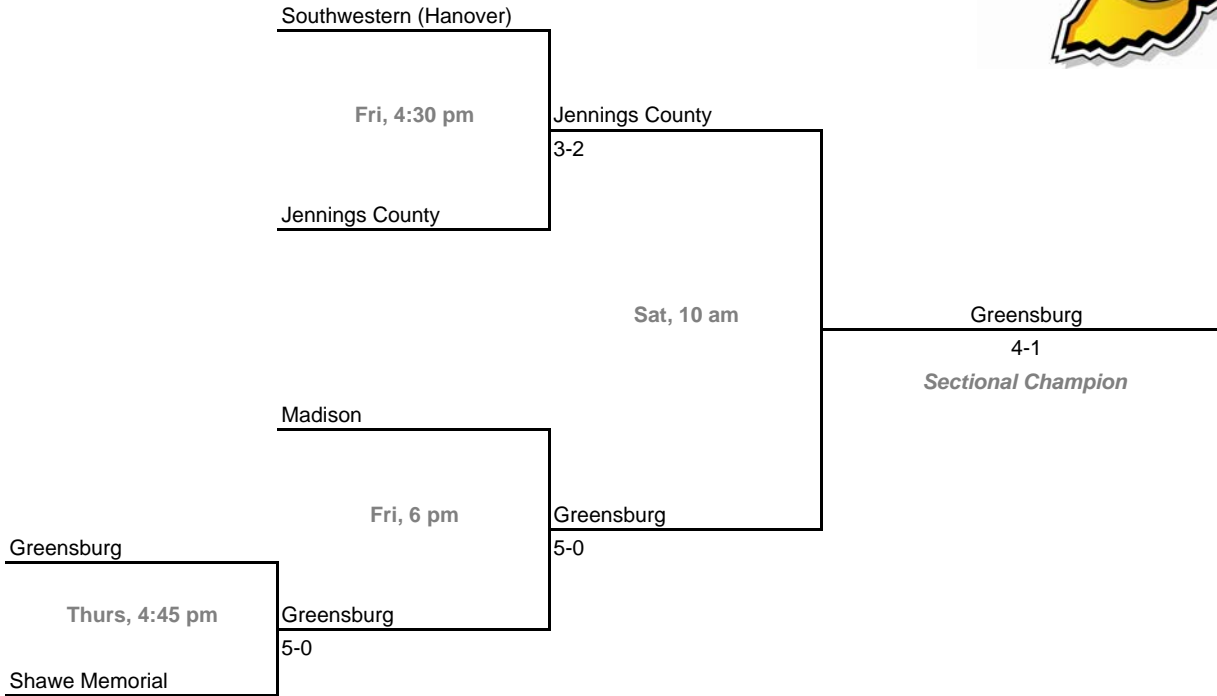 Southwestern (Hanover)
Fri, 4:30 pm
Jennings County
3-2
Jennings County
Sat, 10 am
Greensburg
4-1
Sectional Champion
Madison
Fri, 6 pm
Greensburg
5-0
Greensburg
Thurs, 4:45 pm
Greensburg
5-0
Shawe Memorial